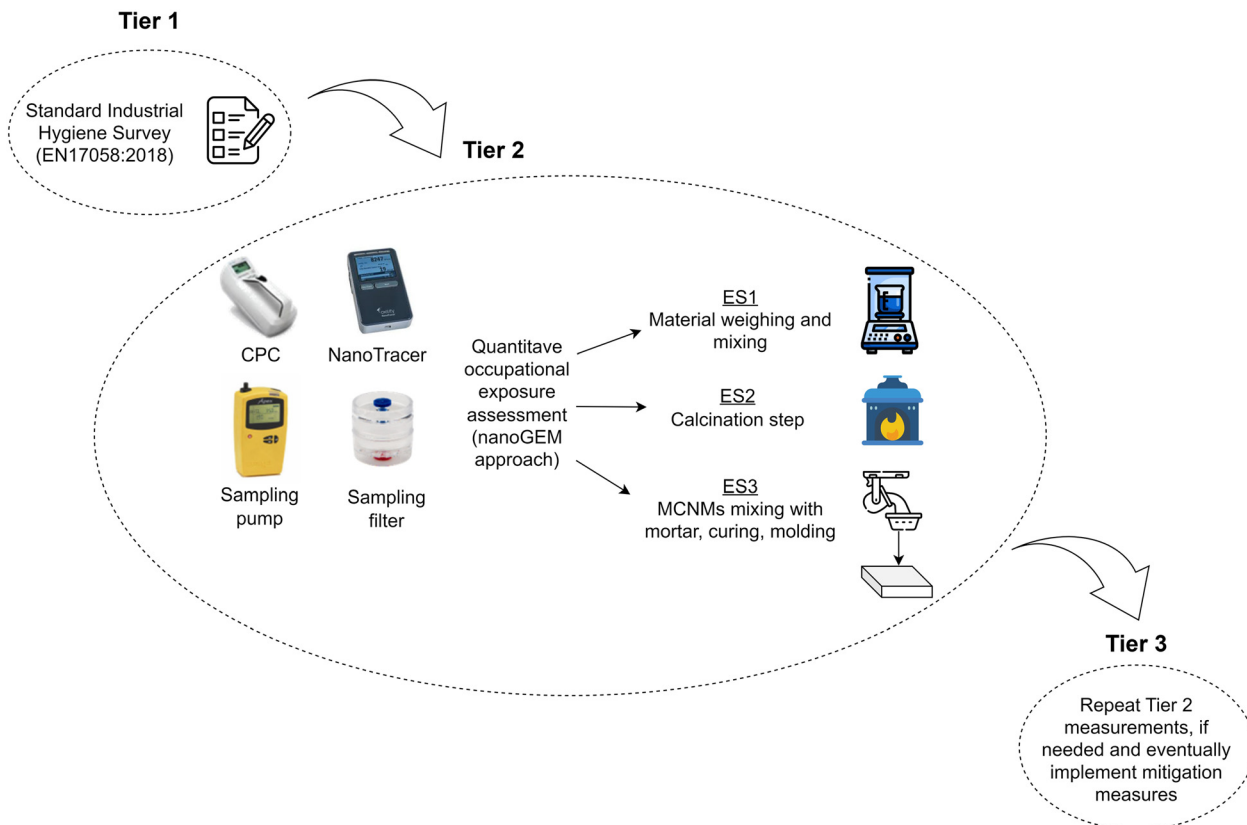 Tier 1
Standard Industrial
Hygiene Survey
(EN17058:2018)
Tier 2
CPC
NanoTracer
Sampling
pump
Sampling
filter
Quantitave
occupational
exposure
assessment
(nanoGEM
approach)
ES1
Material weighing and
mixing
ES2
Calcination step
ES3
MCNMs mixing with
mortar, curing, molding
Tier 3
Repeat Tier 2
measurements, if
needed and eventually
implement mitigation
measures